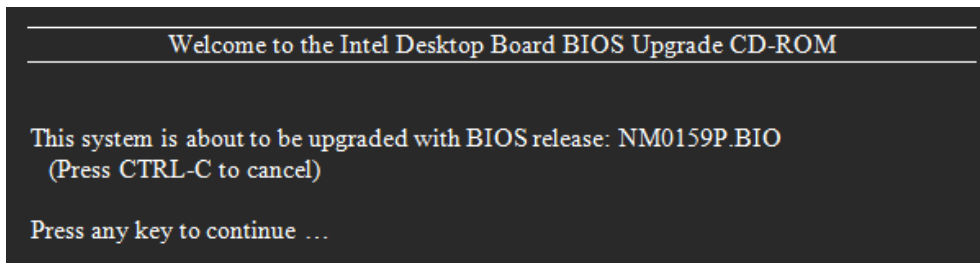 Welcome to the Intel Desktop Board BIOS Upgrade CD-ROM
This system is about to be upgraded with BIOS release: NM0159P.BIO
(Press CTRL-C to cancel)
Press any key to continue …